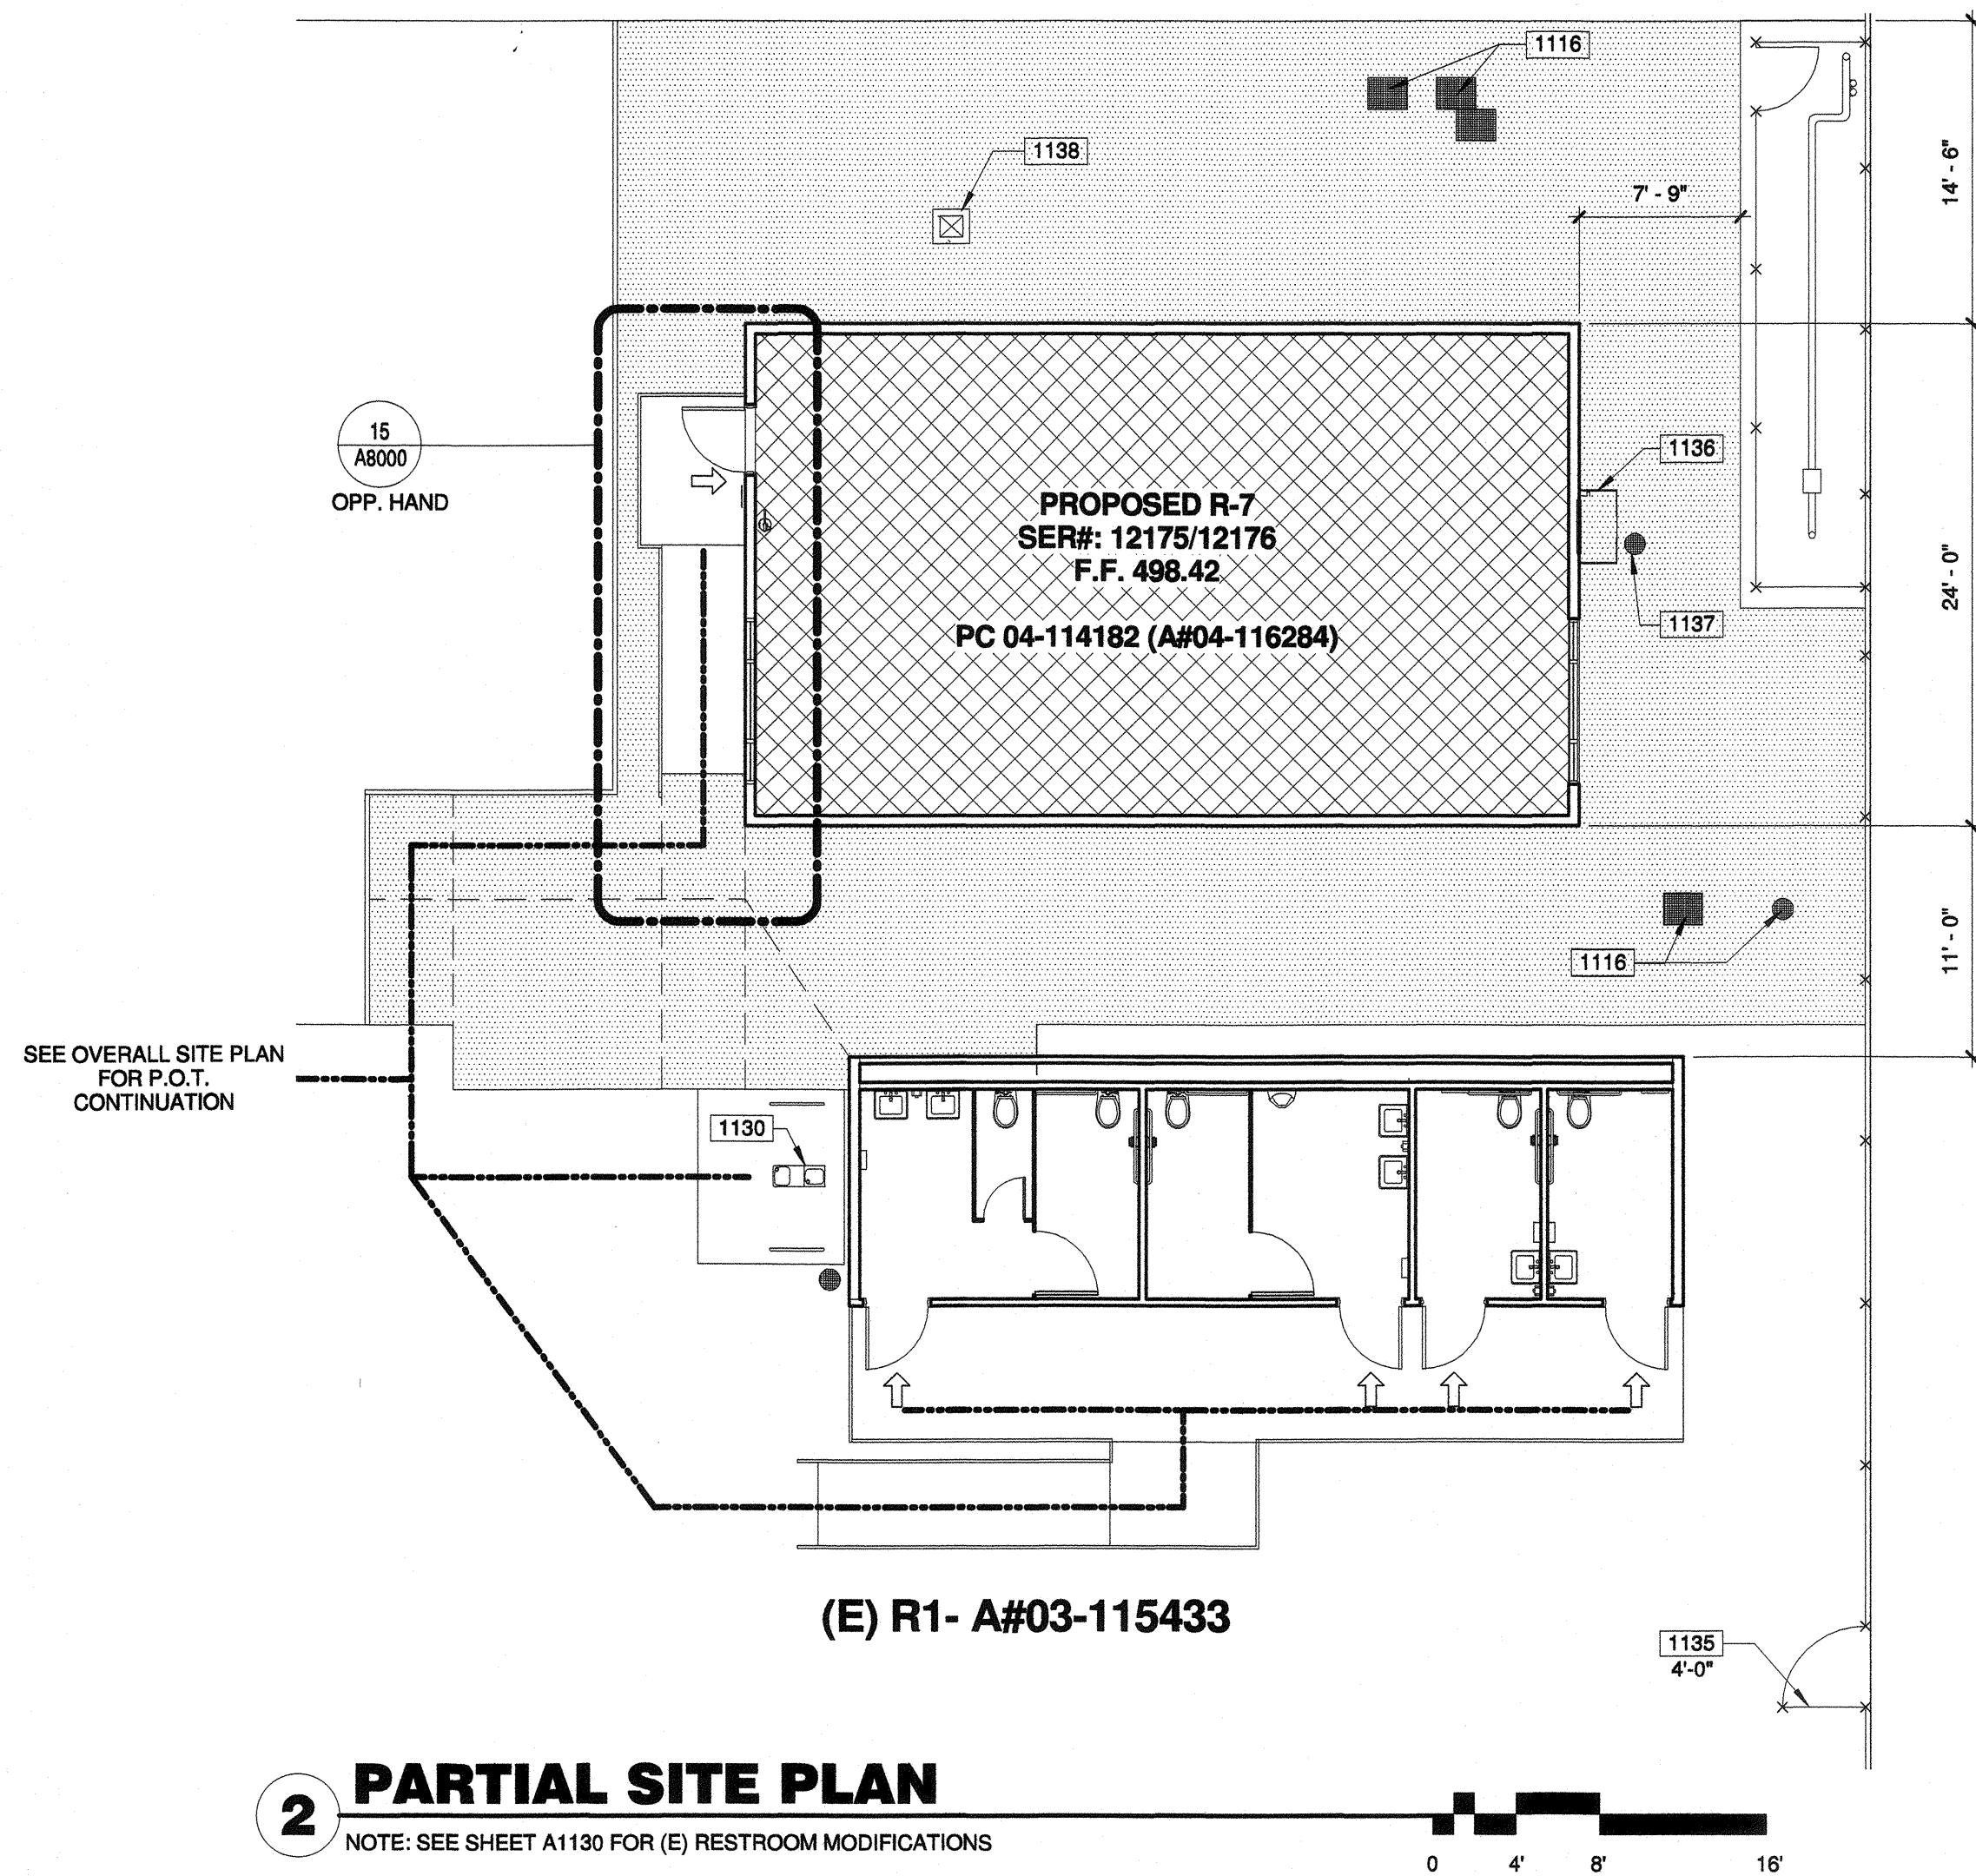 1116
14' - 6"
1138
7' - 9"
15
A8000
OPP. HAND
1136
PROPOSED R-7
SER#: 12175/12176
F.F. 498.42
PC 04-114182 (A#04-116284)
1137
24' - 0"
1116
11' - 0"
SEE OVERALL SITE PLAN
FOR P.O.T.
CONTINUATION
1130
(E) R1- A#03-115433
1135
4'-0"
2
PARTIAL SITE PLAN
NOTE: SEE SHEET A1130 FOR (E) RESTROOM MODIFICATIONS
0 4' 8' 16'